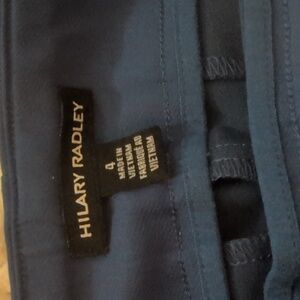 HILARY RADLEY
4
MADE IN
VIETNAM
FABRIQUÉ AU
VIETNAM